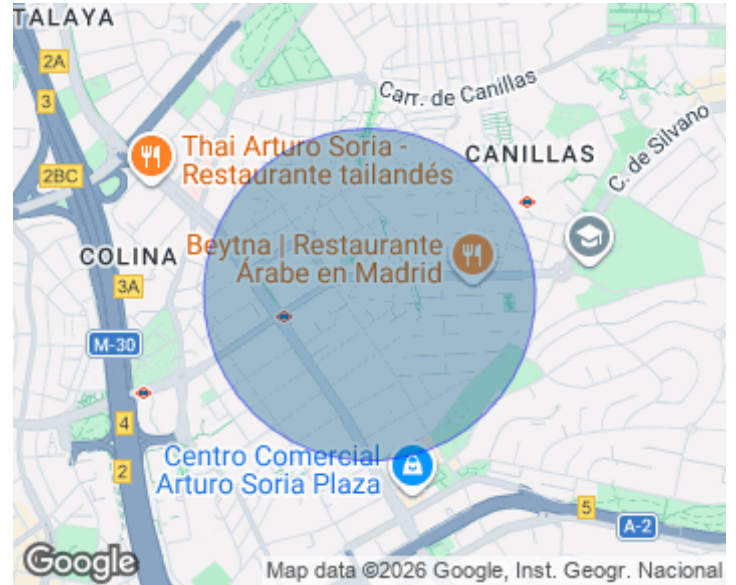 TALAYA
2A
3
Carr. de Canillas
Thai Arturo Soria -
Restaurante tailandés
CANILLAS
C. de Silvano
2BC
COLINA
Beytna | Restaurante
Árabe en Madrid
3A
M-30
4
2
Centro Comercial
Arturo Soria Plaza
5
A-2
Google
Map data ©2026 Google, Inst. Geogr. Nacional